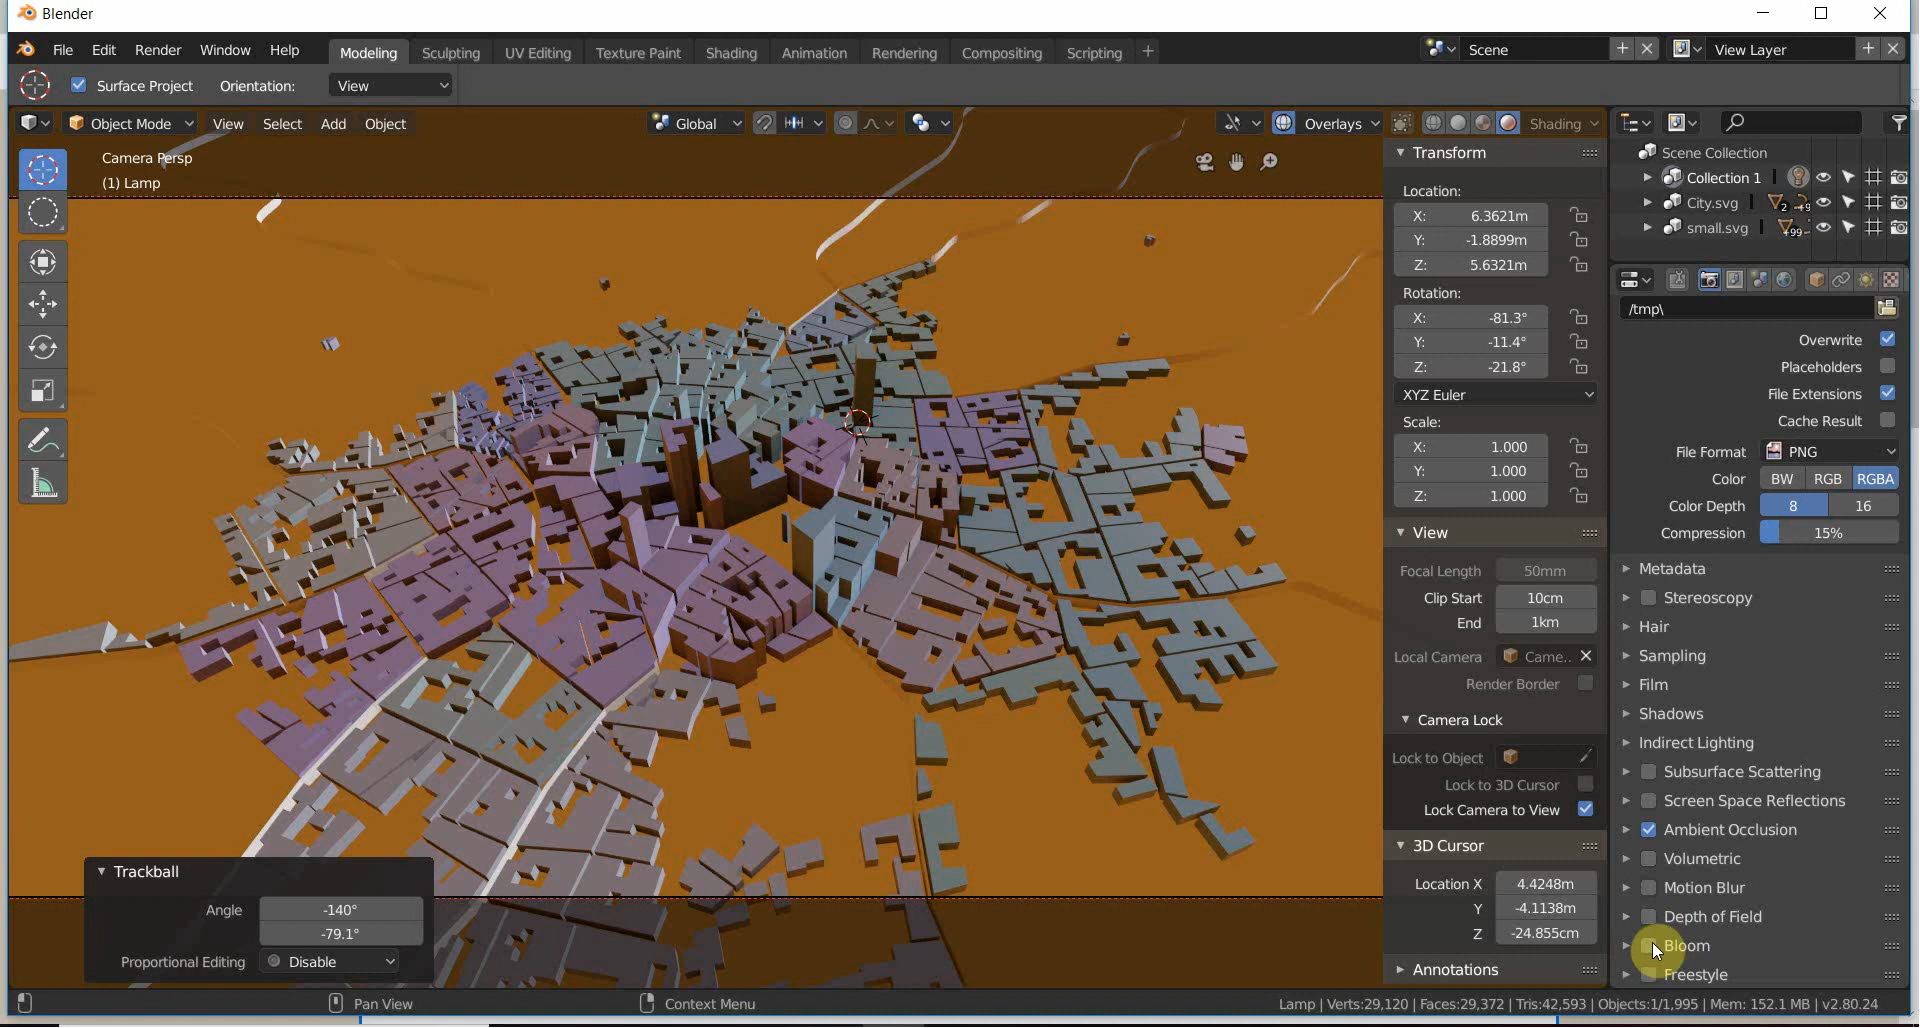 Blender
File Edit Render Window Help Modeling Sculpting UV Editing Texture Paint Shading Animation Rendering Compositing Scripting + Scene View Layer
Surface Project Orientation: View
Object Mode View Select Add Object Global Overlays Shading
Camera Persp
(1) Lamp
Transform
Location:
X: 6.3621m
Y: -1.8899m
Z: 5.6321m
Rotation:
X: -81.3°
Y: -11.4°
Z: -21.8°
XYZ Euler
Scale:
X: 1.000
Y: 1.000
Z: 1.000
View
Focal Length 50mm
Clip Start 10cm
End 1km
Local Camera Came..
Render Border
Camera Lock
Lock to Object
Lock to 3D Cursor
Lock Camera to View
3D Cursor
Location X 4.4248m
Y -4.1138m
Z -24.855cm
Annotations
Scene Collection
Collection 1
City.svg 2 +9
small.svg +99
/tmp\
Overwrite
Placeholders
File Extensions
Cache Result
File Format PNG
Color BW RGB RGBA
Color Depth 8 16
Compression 15%
Metadata
Stereoscopy
Hair
Sampling
Film
Shadows
Indirect Lighting
Subsurface Scattering
Screen Space Reflections
Ambient Occlusion
Volumetric
Motion Blur
Depth of Field
Bloom
Freestyle
Trackball
Angle -140°
-79.1°
Proportional Editing Disable
Pan View Context Menu Lamp | Verts:29,120 | Faces:29,372 | Tris:42,593 | Objects:1/1,995 | Mem: 152.1 MB | v2.80.24